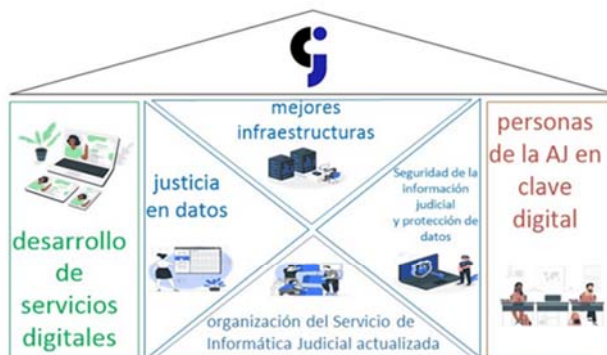 desarrollo
de
servicios
digitales
justicia
en datos
mejores
infraestructuras
Seguridad de la
información
judicial
y protección de
datos
organización del Servicio de
Informática Judicial actualizada
personas
de la AJ en
clave
digital